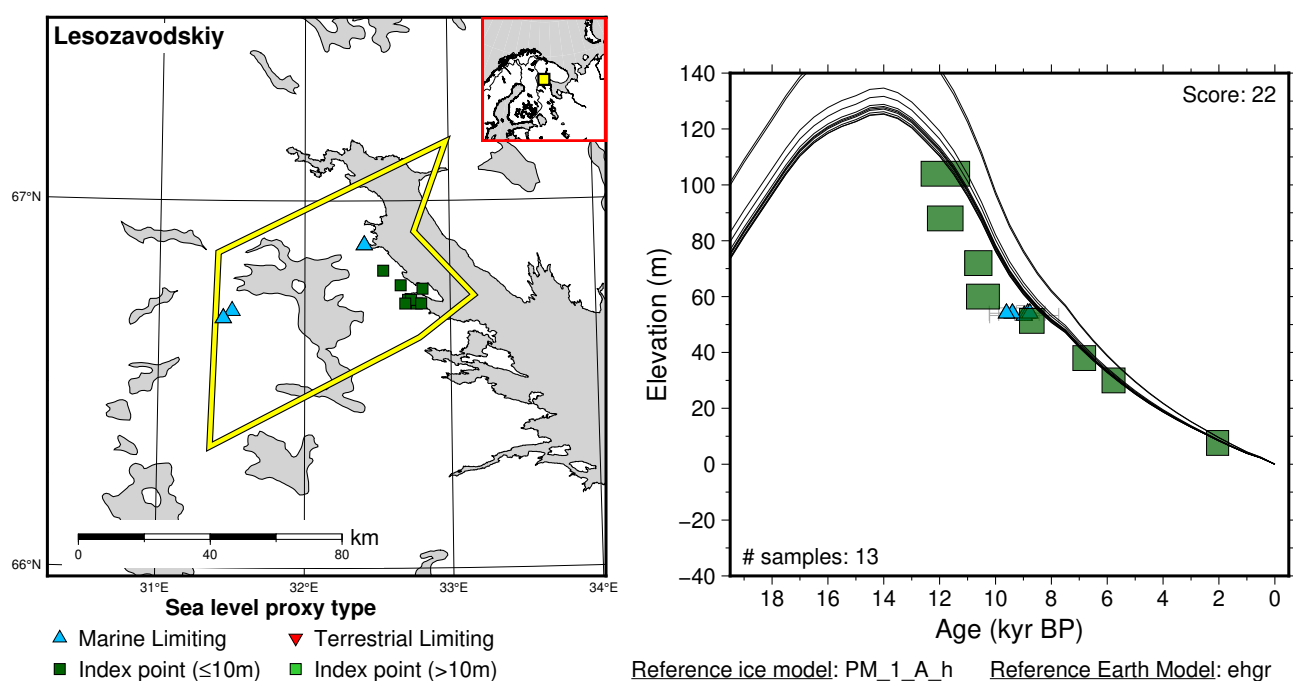 Lesozavodskiy
67°N
66°N
31°E
32°E
33°E
34°E
0
40
80
km
Sea level proxy type
Marine Limiting
Terrestrial Limiting
Index point (≤10m)
Index point (>10m)
Score: 22
140
120
100
80
60
40
20
0
−20
−40
Elevation (m)
# samples: 13
18
16
14
12
10
8
6
4
2
0
Age (kyr BP)
Reference ice model: PM_1_A_h
Reference Earth Model: ehgr